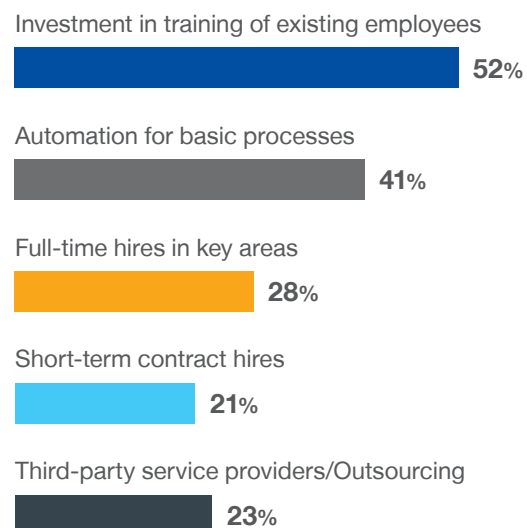 Investment in training of existing employees
52%
Automation for basic processes
41%
Full-time hires in key areas
28%
Short-term contract hires
21%
Third-party service providers/Outsourcing
23%